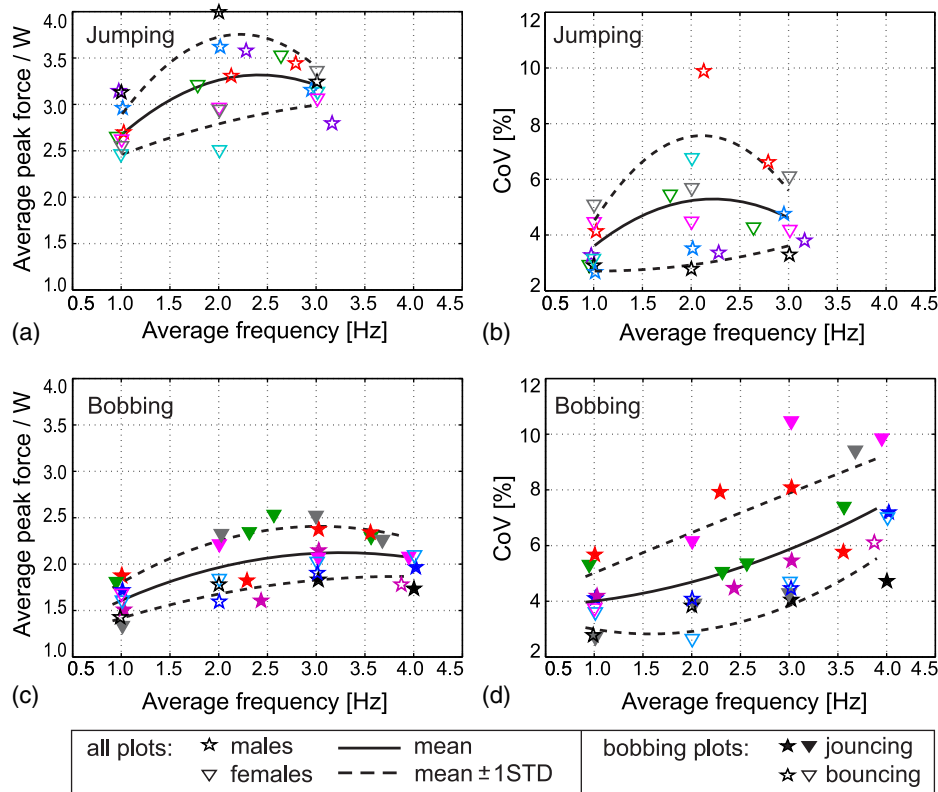 Jumping
Average peak force / W
4.0
3.5
3.0
2.5
2.0
1.5
1.0
0.5 1.0 1.5 2.0 2.5 3.0 3.5 4.0 4.5
(a) Average frequency [Hz]
Jumping
CoV [%]
12
10
8
6
4
2
0.5 1.0 1.5 2.0 2.5 3.0 3.5 4.0 4.5
(b) Average frequency [Hz]
Bobbing
Average peak force / W
4.0
3.5
3.0
2.5
2.0
1.5
1.0
0.5 1.0 1.5 2.0 2.5 3.0 3.5 4.0 4.5
(c) Average frequency [Hz]
Bobbing
CoV [%]
12
10
8
6
4
2
0.5 1.0 1.5 2.0 2.5 3.0 3.5 4.0 4.5
(d) Average frequency [Hz]
all plots: males mean
females mean ±1STD
bobbing plots: jouncing
bouncing